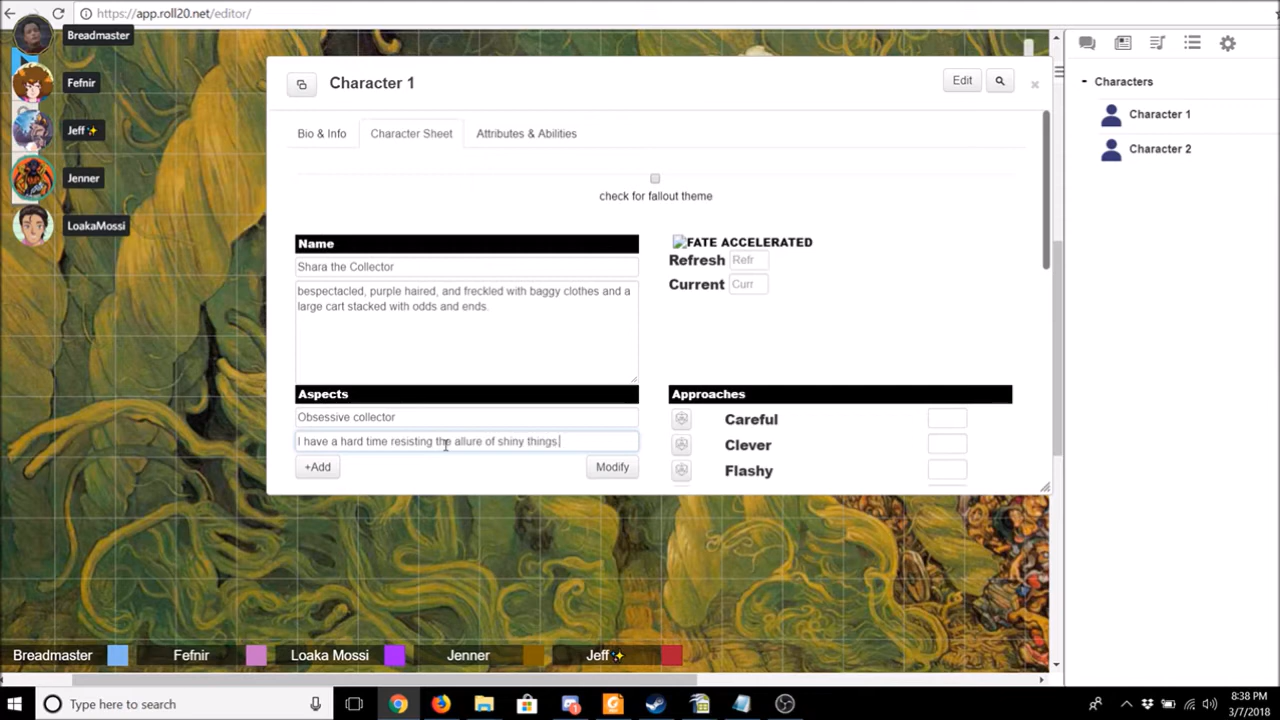 https://app.roll20.net/editor/
Breadmaster
Fefnir
Jeff✨
Jenner
LoakaMossi
Character 1
Edit
Bio & Info
Character Sheet
Attributes & Abilities
check for fallout theme
Name
Shara the Collector
bespectacled, purple haired, and freckled with baggy clothes and a
large cart stacked with odds and ends.
Aspects
Obsessive collector
I have a hard time resisting the allure of shiny things.
+Add
Modify
FATE ACCELERATED
Refresh Refr
Current Curr
Approaches
Careful
Clever
Flashy
Characters
Character 1
Character 2
Breadmaster
Fefnir
Loaka Mossi
Jenner
Jeff✨
Type here to search
8:38 PM
3/7/2018